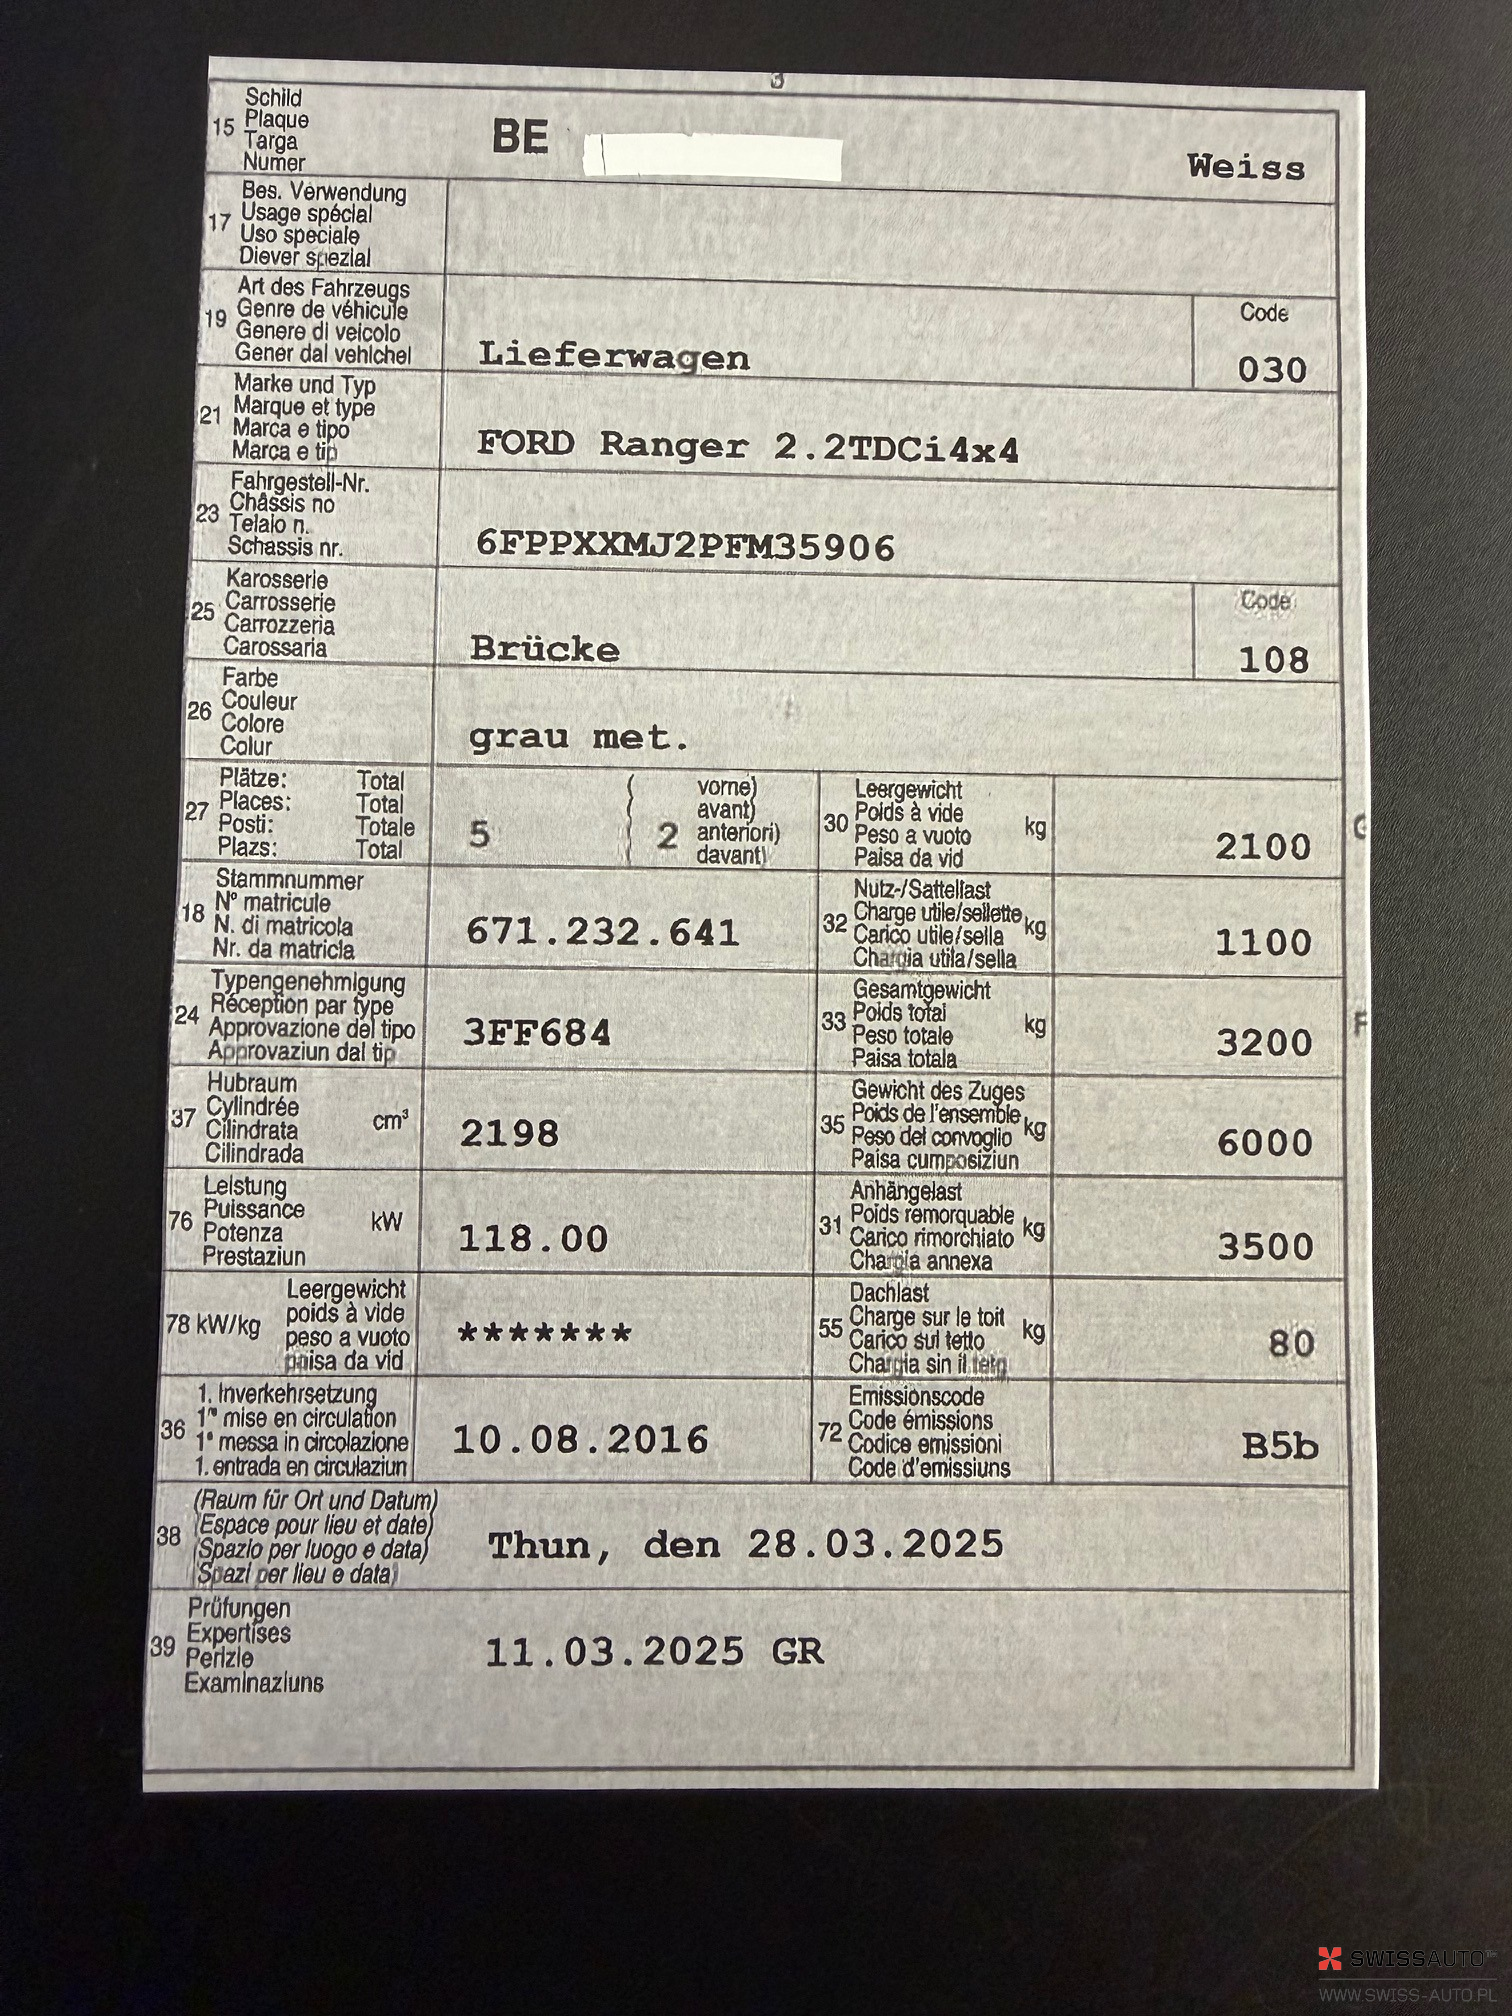 3
15 Schild
Plaque
Targa
Numer
BE
Weiss
17 Bes. Verwendung
Usage spécial
Uso speciale
Diever spezial
19 Art des Fahrzeugs
Genre de véhicule
Genere di veicolo
Gener dal vehichel
Lieferwagen
Code
030
21 Marke und Typ
Marque et type
Marca e tipo
Marca e tip
FORD Ranger 2.2TDCi4x4
23 Fahrgestell-Nr.
Châssis no
Telaio n.
Schassis nr.
6FPPXXMJ2PFM35906
25 Karosserie
Carrosserie
Carrozzeria
Carossaria
Brücke
Code
108
26 Farbe
Couleur
Colore
Colur
grau met.
27 Plätze: Total
Places: Total
Posti: Totale
Plazs: Total
5 ( 2 vorne)
avant)
anteriori)
davant)
30 Leergewicht
Poids à vide
Peso a vuoto
Paisa da vid
kg
2100
18 Stammnummer
N° matricule
N. di matricola
Nr. da matricla
671.232.641
32 Nutz-/Sattellast
Charge utile/sellette
Carico utile/sella
Chargia utila/sella
kg
1100
24 Typengenehmigung
Réception par type
Approvazione del tipo
Approvaziun dal tip
3FF684
33 Gesamtgewicht
Poids total
Peso totale
Paisa totala
kg
3200
37 Hubraum
Cylindrée
Cilindrata
Cilindrada
cm³
2198
35 Gewicht des Zuges
Poids de l'ensemble
Peso del convoglio
Paisa cumposiziun
kg
6000
76 Leistung
Puissance
Potenza
Prestaziun
kW
118.00
31 Anhängelast
Poids remorquable
Carico rimorchiato
Chargia annexa
kg
3500
78 kW/kg Leergewicht
poids à vide
peso a vuoto
paisa da vid
*******
55 Dachlast
Charge sur le toit
Carico sul tetto
Chargia sin il tetg
kg
80
36 1. Inverkehrsetzung
1re mise en circulation
1a messa in circolazione
1. entrada en circulaziun
10.08.2016
72 Emissionscode
Code émissions
Codice emissioni
Code d'emissiuns
B5b
38 (Raum für Ort und Datum)
(Espace pour lieu et date)
(Spazio per luogo e data)
(Spazi per lieu e data)
Thun, den 28.03.2025
39 Prüfungen
Expertises
Perizie
Examinaziuns
11.03.2025 GR
SWISSAUTO
WWW.SWISS-AUTO.PL